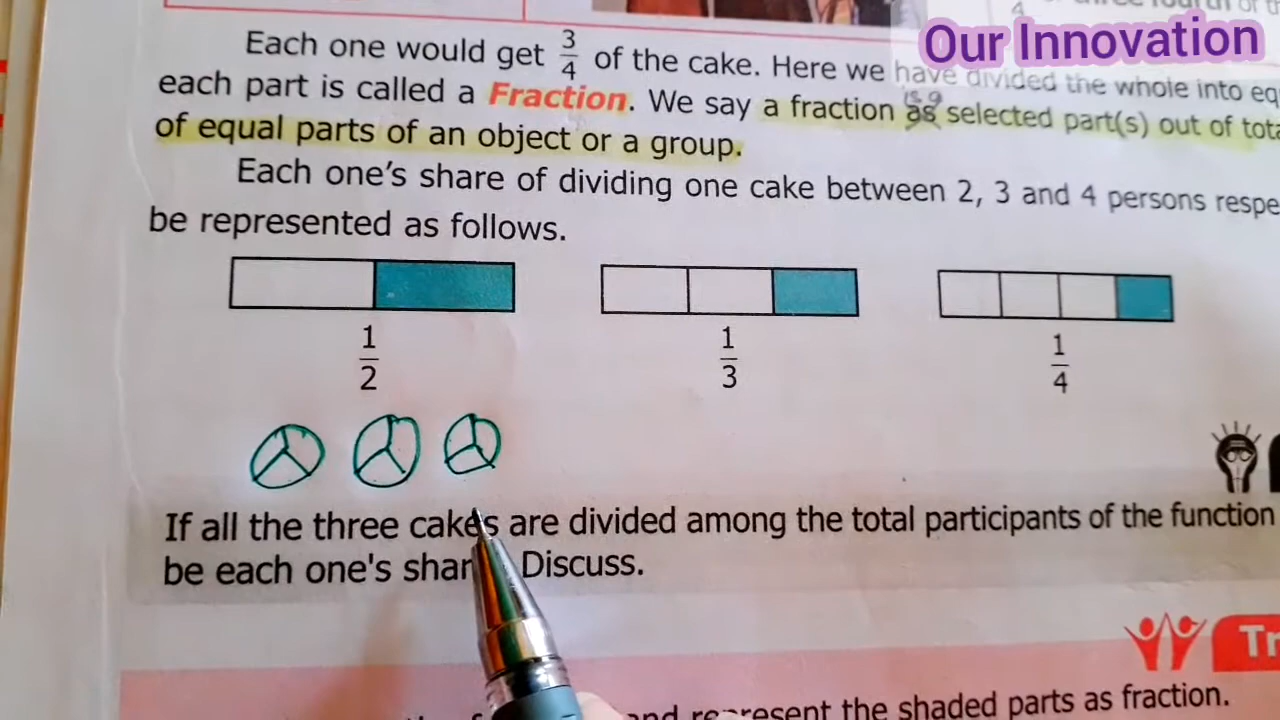 Our Innovation
Each one would get 3/4 of the cake. Here we have divided the whole into eq
each part is called a Fraction. We say a fraction as is a selected part(s) out of tota
of equal parts of an object or a group.
Each one's share of dividing one cake between 2, 3 and 4 persons respe
be represented as follows.
1/2 1/3 1/4
If all the three cakes are divided among the total participants of the function
be each one's shar Discuss.
Tr
and represent the shaded parts as fraction.